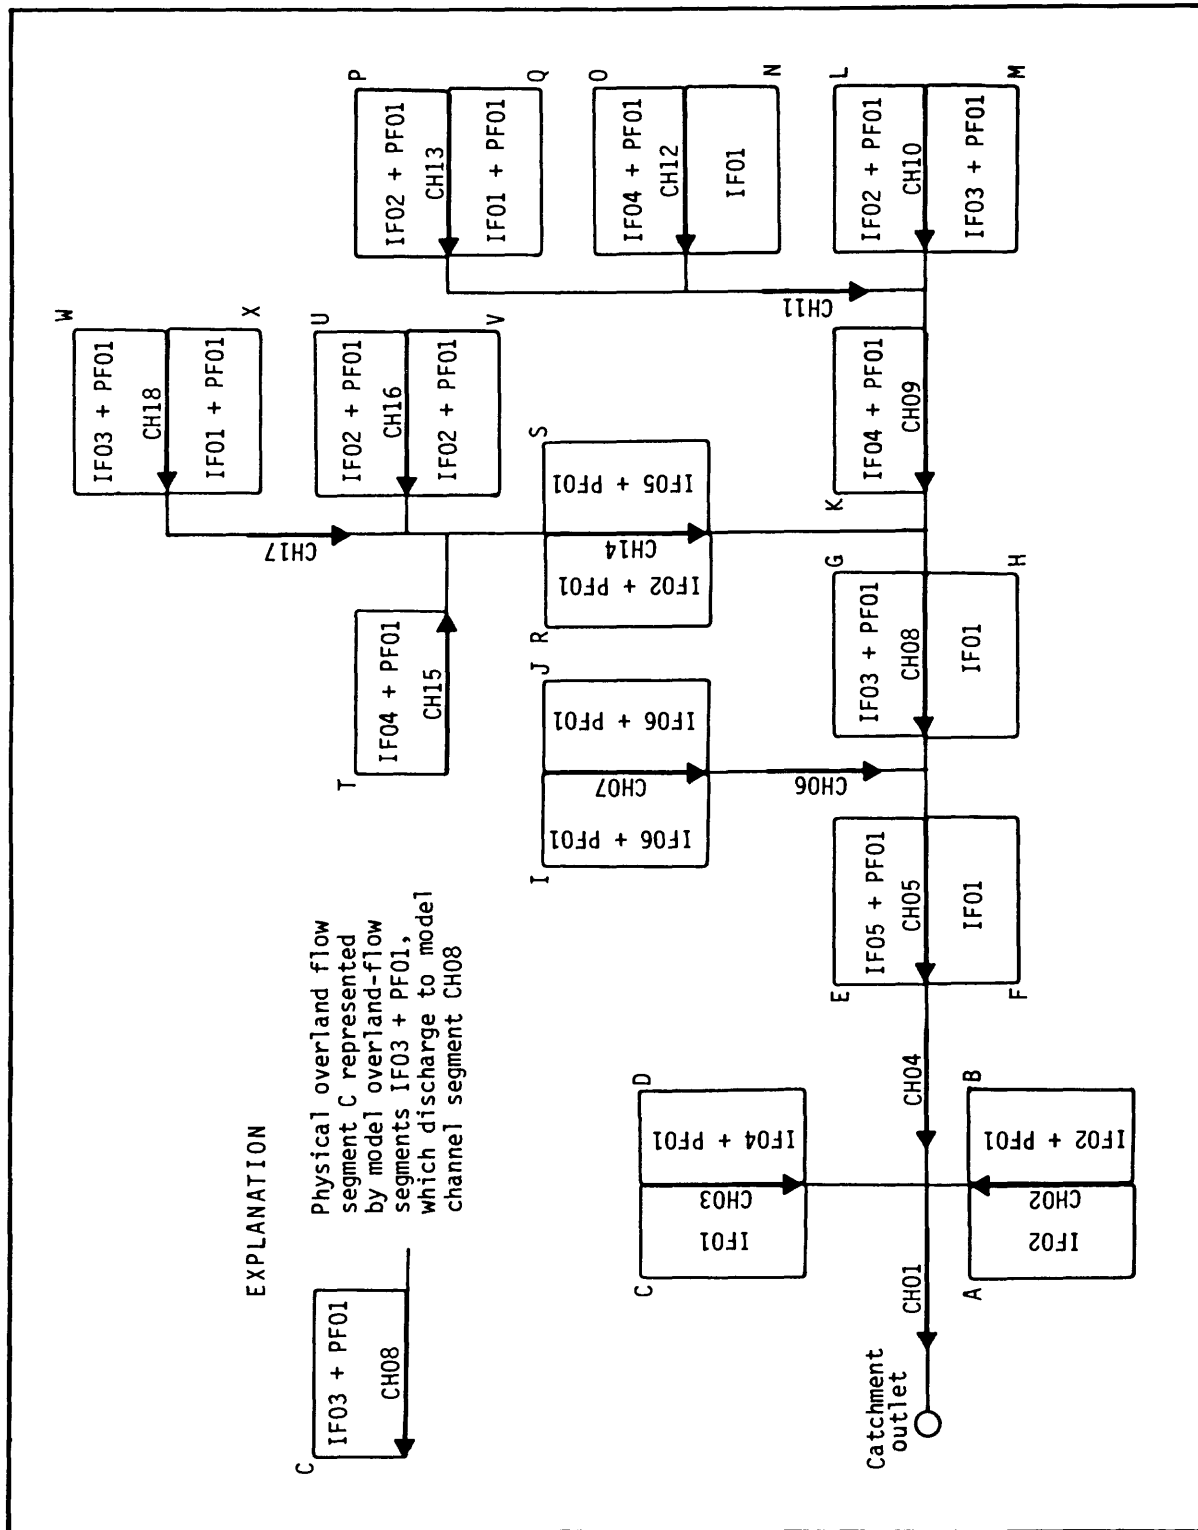 EXPLANATION
C
IF03 + PF01
CH08
Physical overland flow
segment C represented
by model overland-flow
segments IF03 + PF01,
which discharge to model
channel segment CH08
W
IF03 + PF01
CH18
IF01 + PF01
X
CH17
U
IF02 + PF01
CH16
IF02 + PF01
V
T
IF04 + PF01
CH15
P
IF02 + PF01
CH13
IF01 + PF01
Q
O
IF04 + PF01
CH12
IF01
N
CH11
L
IF02 + PF01
CH10
IF03 + PF01
M
K
IF04 + PF01
CH09
R
IF02 + PF01
CH14
IF05 + PF01
S
I
IF06 + PF01
CH07
IF06 + PF01
J
CH06
G
IF03 + PF01
CH08
IF01
H
E
IF05 + PF01
CH05
IF01
F
CH04
C
IF01
CH03
IF04 + PF01
D
A
IF02
CH02
IF02 + PF01
B
CH01
Catchment
outlet